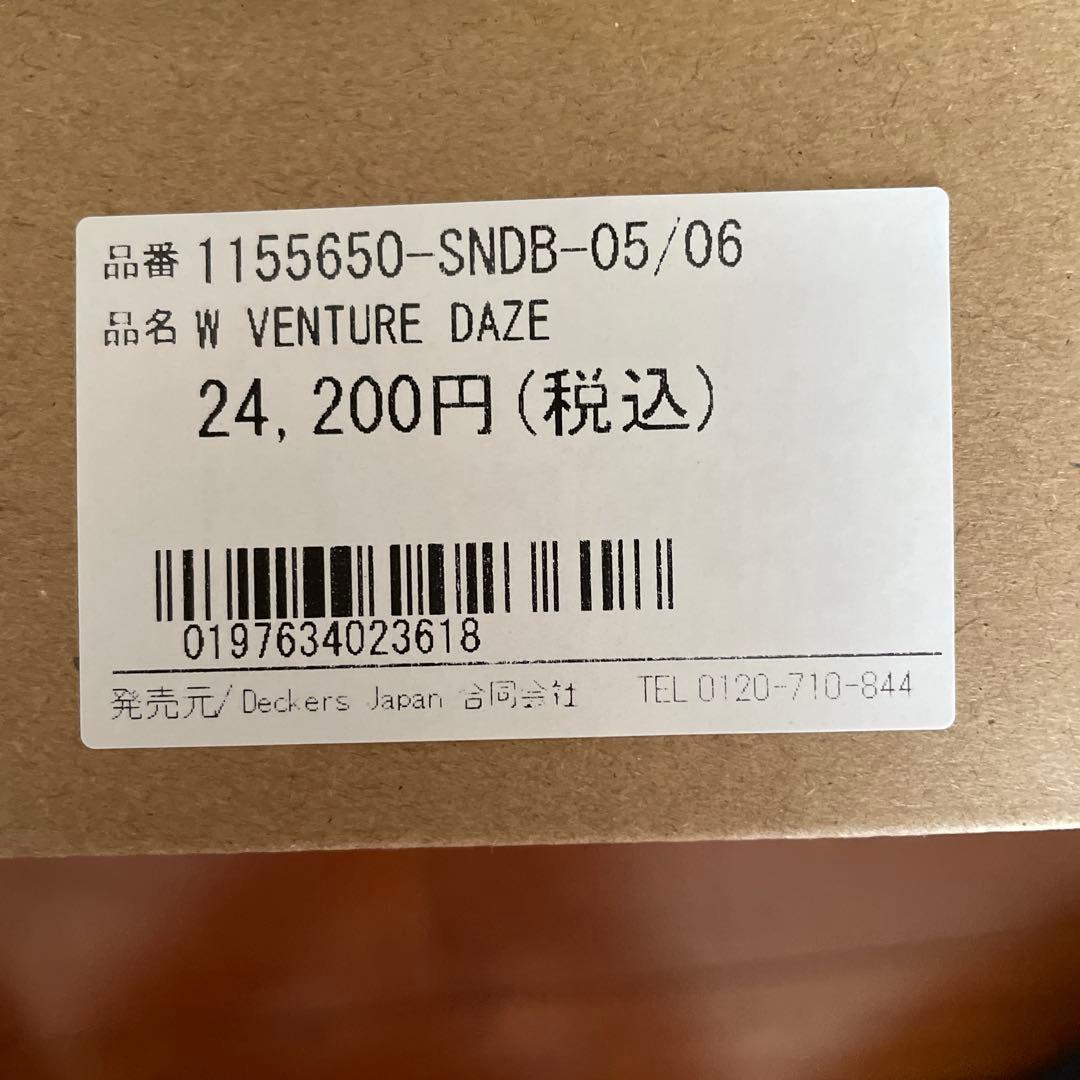 品番 1155650-SNDB-05/06
品名 W VENTURE DAZE
24,200円(税込)
0197634023618
発売元/Deckers Japan 合同会社 TEL 0120-710-844